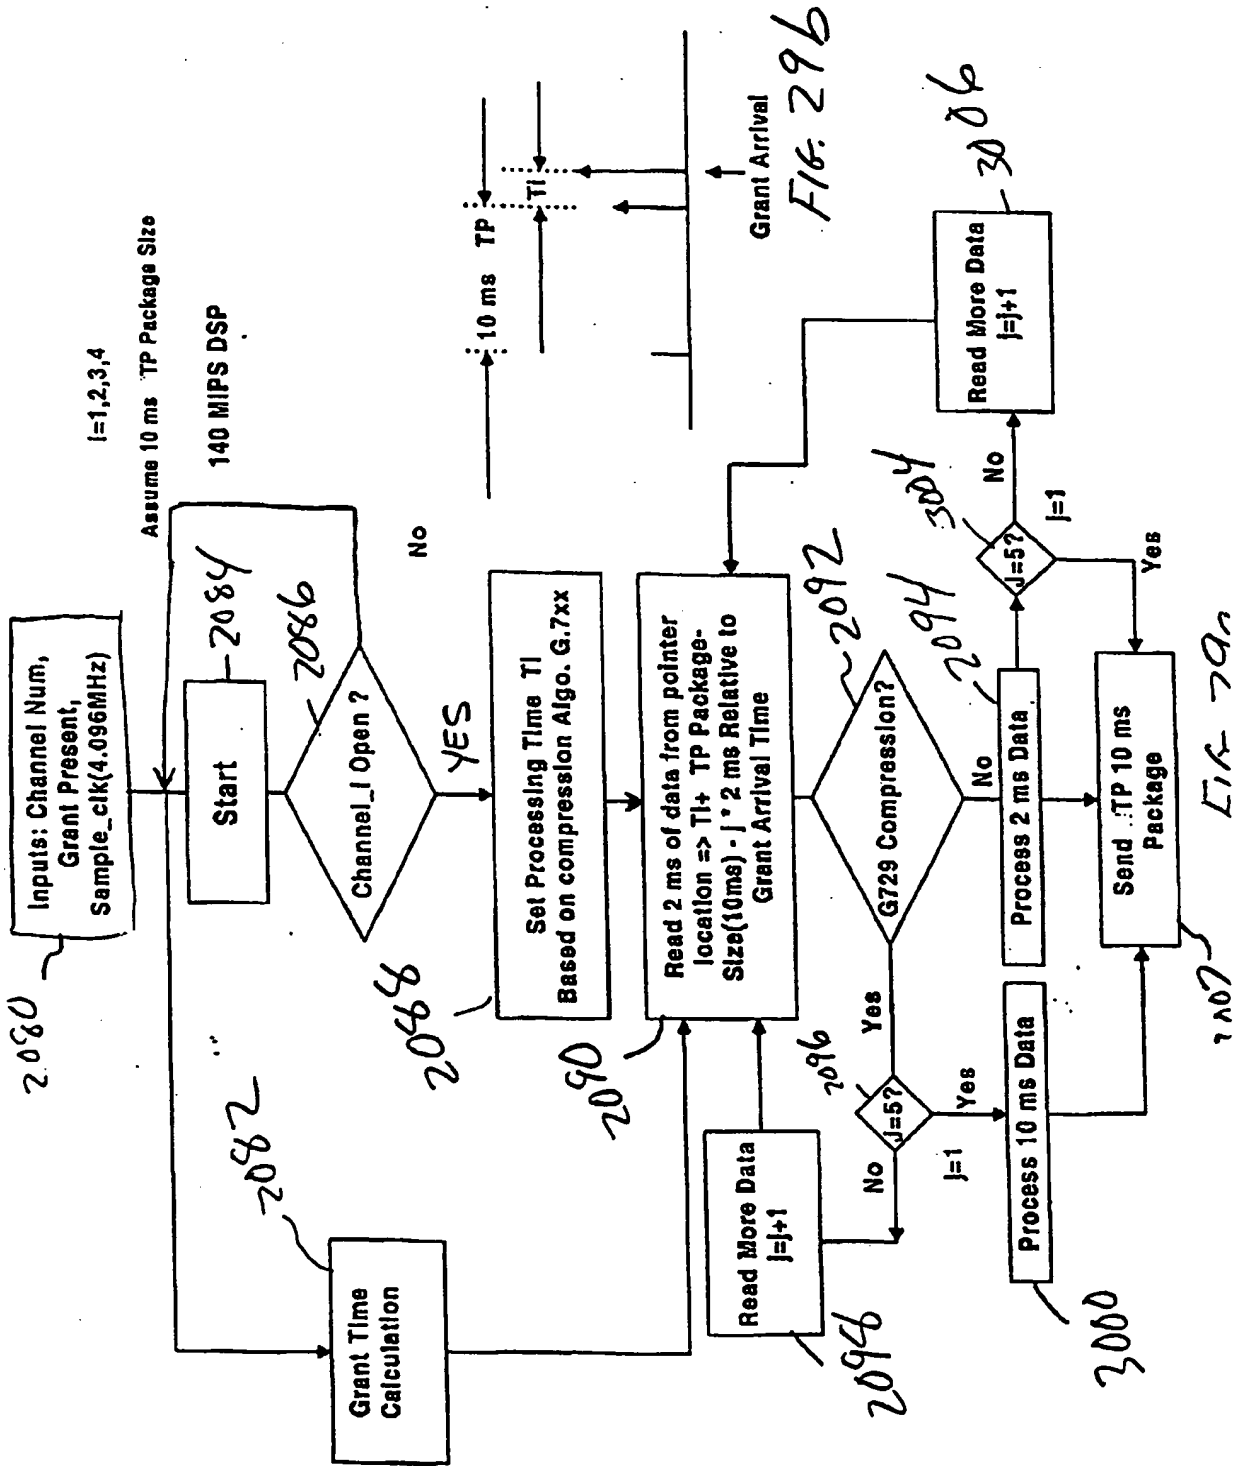 2080
Inputs: Channel Num,
Grant Present,
Sample_clk(4.096MHz)
I=1,2,3,4
Assume 10 ms TP Package Size
140 MIPS DSP
2082
Grant Time
Calculation
Start
2084
2086
Channel_I Open ?
No
YES
2088
Set Processing Time TI
Based on compression Algo. G.7xx
2090
Read 2 ms of data from pointer
location => TI+ TP Package-
Size(10ms) - J * 2 ms Relative to
Grant Arrival Time
10 ms TP
TI
Grant Arrival
FIG. 29b
2092
G729 Compression?
Yes
No
2096
J=5?
No
Yes
j=1
Read More Data
j=j+1
2098
Process 10 ms Data
3000
2094
Process 2 ms Data
3004
J=5?
No
j=1
Yes
Read More Data
j=j+1
3006
Send TP 10 ms
Package
FIG.